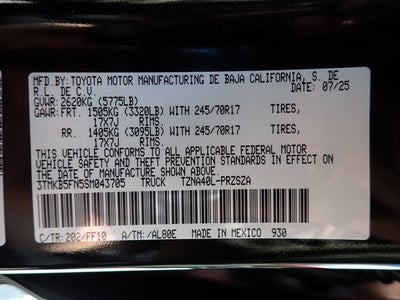 MFD.BY:TOYOTA MOTOR MANUFACTURING DE BAJA CALIFORNIA, S. DE
R.L. DE C.V. DATE: 07/25
GVWR:2620KG (5775LB)
GAWR:FRT. 1505KG (3320LB) WITH 245/70R17 TIRES,
17X7J RIMS.
RR. 1405KG (3095LB) WITH 245/70R17 TIRES,
17X7J RIMS.
THIS VEHICLE CONFORMS TO ALL APPLICABLE FEDERAL MOTOR
VEHICLE SAFETY AND THEFT PREVENTION STANDARDS IN EFFECT ON
THE DATE OF MANUFACTURE SHOWN ABOVE.
3TMKB5FN5SM043705 TRUCK TZNA40L-PRZSZA
C/TR:202/FF10 A/TM:/AL80E MADE IN MEXICO 930